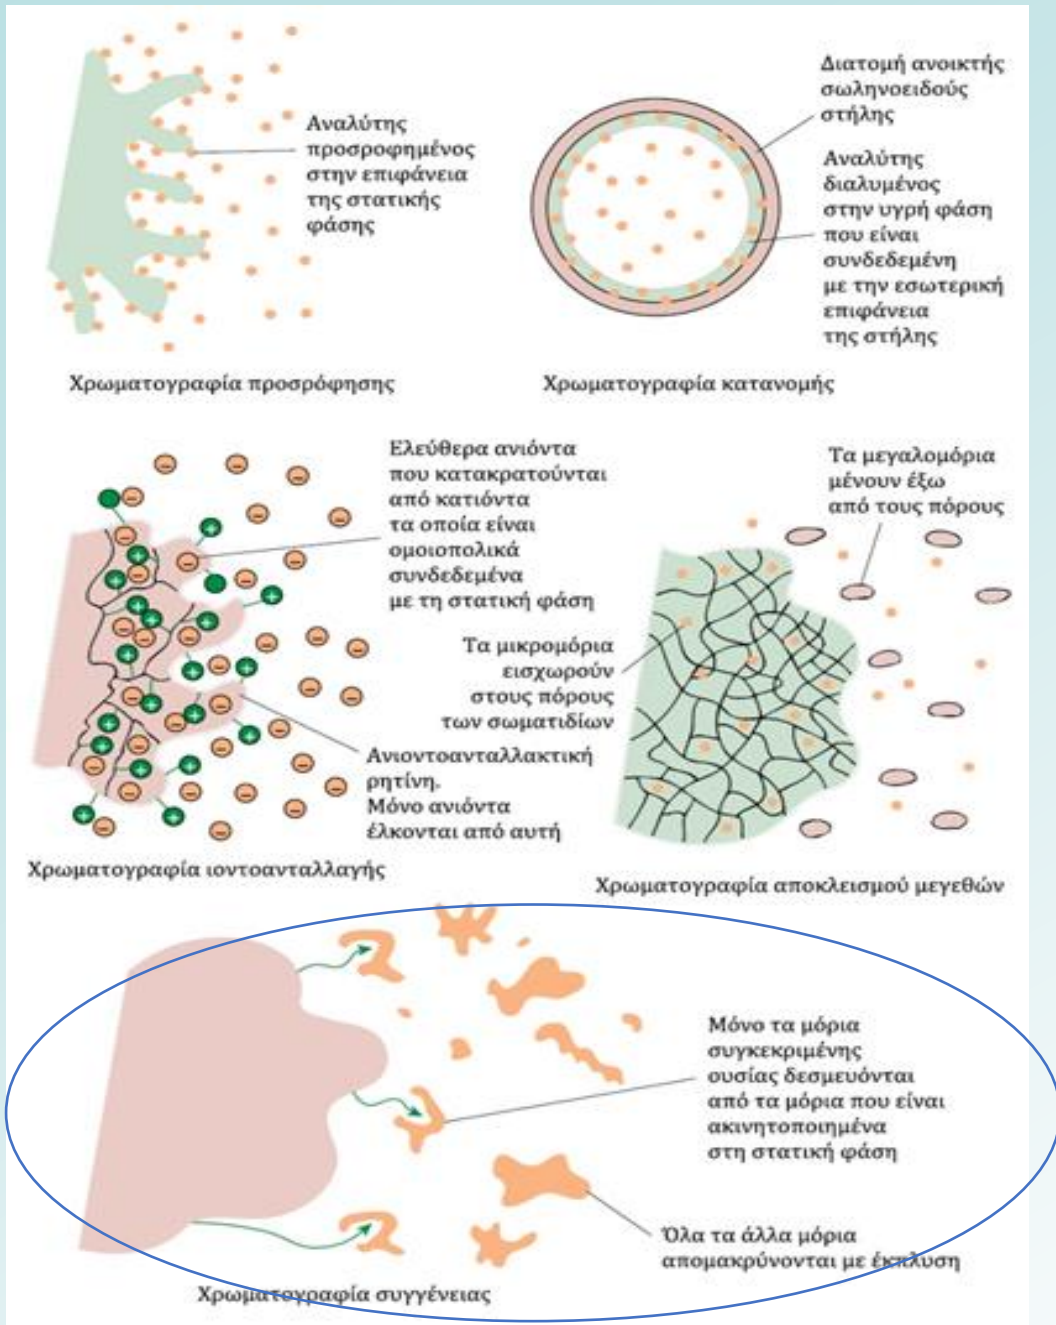 Αναλύτης
προσροφημένος
στην επιφάνεια
της στατικής
φάσης
Διατομή ανοικτής
σωληνοειδούς
στήλης
Αναλύτης
διαλυμένος
στην υγρή φάση
που είναι
συνδεδεμένη
με την εσωτερική
επιφάνεια
της στήλης
Χρωματογραφία προσρόφησης
Χρωματογραφία κατανομής
Ελεύθερα ανιόντα
που κατακρατούνται
από κατιόντα
τα οποία είναι
ομοιοπολικά
συνδεδεμένα
με τη στατική φάση
Ανιοντοανταλλακτική
ρητίνη.
Μόνο ανιόντα
έλκονται από αυτή
Τα μεγαλομόρια
μένουν έξω
από τους πόρους
Τα μικρομόρια
εισχωρούν
στους πόρους
των σωματιδίων
Χρωματογραφία ιοντοανταλλαγής
Χρωματογραφία αποκλεισμού μεγεθών
Μόνο τα μόρια
συγκεκριμένης
ουσίας δεσμευόνται
από τα μόρια που είναι
ακινητοποιημένα
στη στατική φάση
Όλα τα άλλα μόρια
απομακρύνονται με έκπλυση
Χρωματογραφία συγγένειας